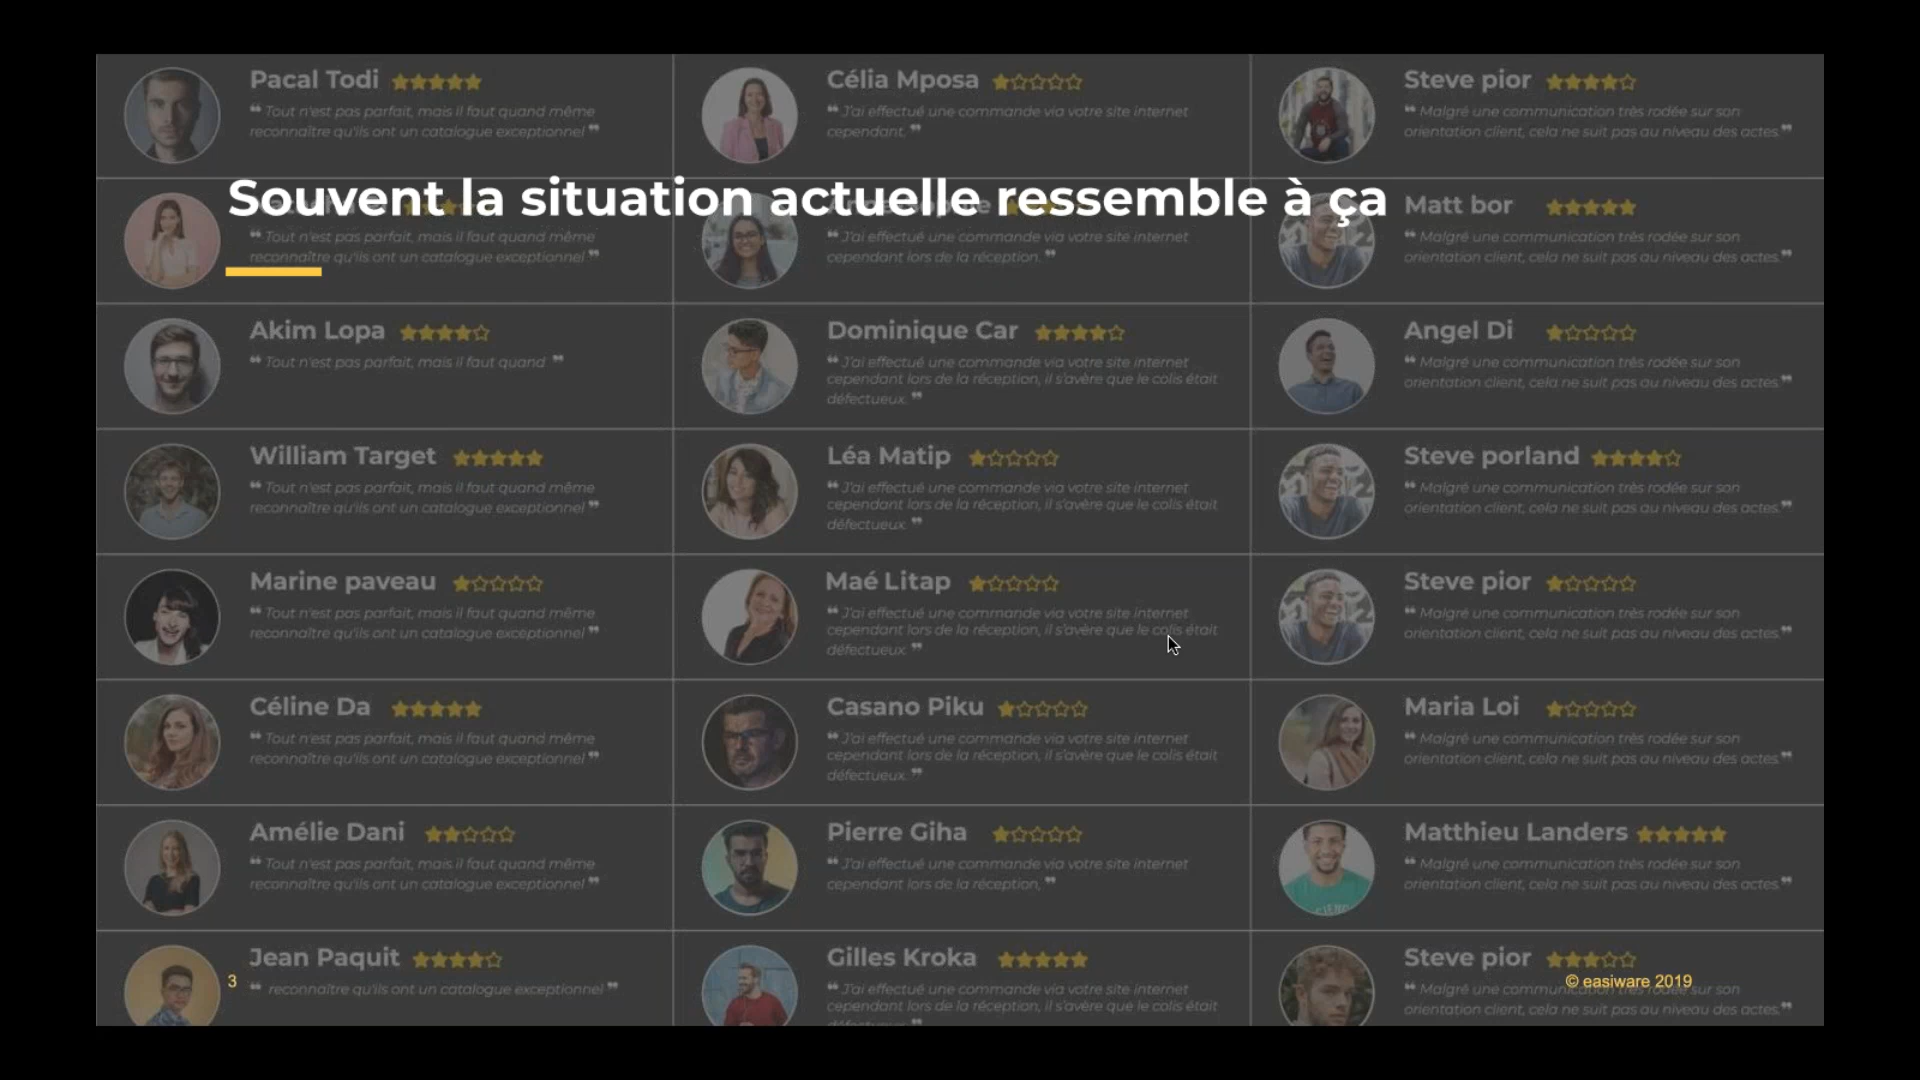 Pacal Todi
❝ Tout n'est pas parfait, mais il faut quand même
reconnaître qu'ils ont un catalogue exceptionnel ❞
Célia Mposa
❝ J'ai effectué une commande via votre site internet
cependant. ❞
Steve pior
❝ Malgré une communication très rodée sur son
orientation client, cela ne suit pas au niveau des actes.❞
Souvent la situation actuelle ressemble à ça
❝ Tout n'est pas parfait, mais il faut quand même
reconnaître qu'ils ont un catalogue exceptionnel ❞
❝ J'ai effectué une commande via votre site internet
cependant lors de la réception. ❞
Matt bor
❝ Malgré une communication très rodée sur son
orientation client, cela ne suit pas au niveau des actes.❞
Akim Lopa
❝ Tout n'est pas parfait, mais il faut quand ❞
Dominique Car
❝ J'ai effectué une commande via votre site internet
cependant lors de la réception, il s'avère que le colis était
défectueux. ❞
Angel Di
❝ Malgré une communication très rodée sur son
orientation client, cela ne suit pas au niveau des actes.❞
William Target
❝ Tout n'est pas parfait, mais il faut quand même
reconnaître qu'ils ont un catalogue exceptionnel ❞
Léa Matip
❝ J'ai effectué une commande via votre site internet
cependant lors de la réception, il s'avère que le colis était
défectueux. ❞
Steve porland
❝ Malgré une communication très rodée sur son
orientation client, cela ne suit pas au niveau des actes.❞
Marine paveau
❝ Tout n'est pas parfait, mais il faut quand même
reconnaître qu'ils ont un catalogue exceptionnel ❞
Maé Litap
❝ J'ai effectué une commande via votre site internet
cependant lors de la réception, il s'avère que le colis était
défectueux. ❞
Steve pior
❝ Malgré une communication très rodée sur son
orientation client, cela ne suit pas au niveau des actes.❞
Céline Da
❝ Tout n'est pas parfait, mais il faut quand même
reconnaître qu'ils ont un catalogue exceptionnel ❞
Casano Piku
❝ J'ai effectué une commande via votre site internet
cependant lors de la réception, il s'avère que le colis était
défectueux. ❞
Maria Loi
❝ Malgré une communication très rodée sur son
orientation client, cela ne suit pas au niveau des actes.❞
Amélie Dani
❝ Tout n'est pas parfait, mais il faut quand même
reconnaître qu'ils ont un catalogue exceptionnel ❞
Pierre Giha
❝ J'ai effectué une commande via votre site internet
cependant lors de la réception, ❞
Matthieu Landers
❝ Malgré une communication très rodée sur son
orientation client, cela ne suit pas au niveau des actes.❞
Jean Paquit
❝ reconnaître qu'ils ont un catalogue exceptionnel ❞
Gilles Kroka
❝ J'ai effectué une commande via votre site internet
cependant lors de la réception, il s'avère que le colis était
défectueux. ❞
Steve pior
❝ Malgré une communication très rodée sur son
orientation client, cela ne suit pas au niveau des actes.❞
3
© easiware 2019